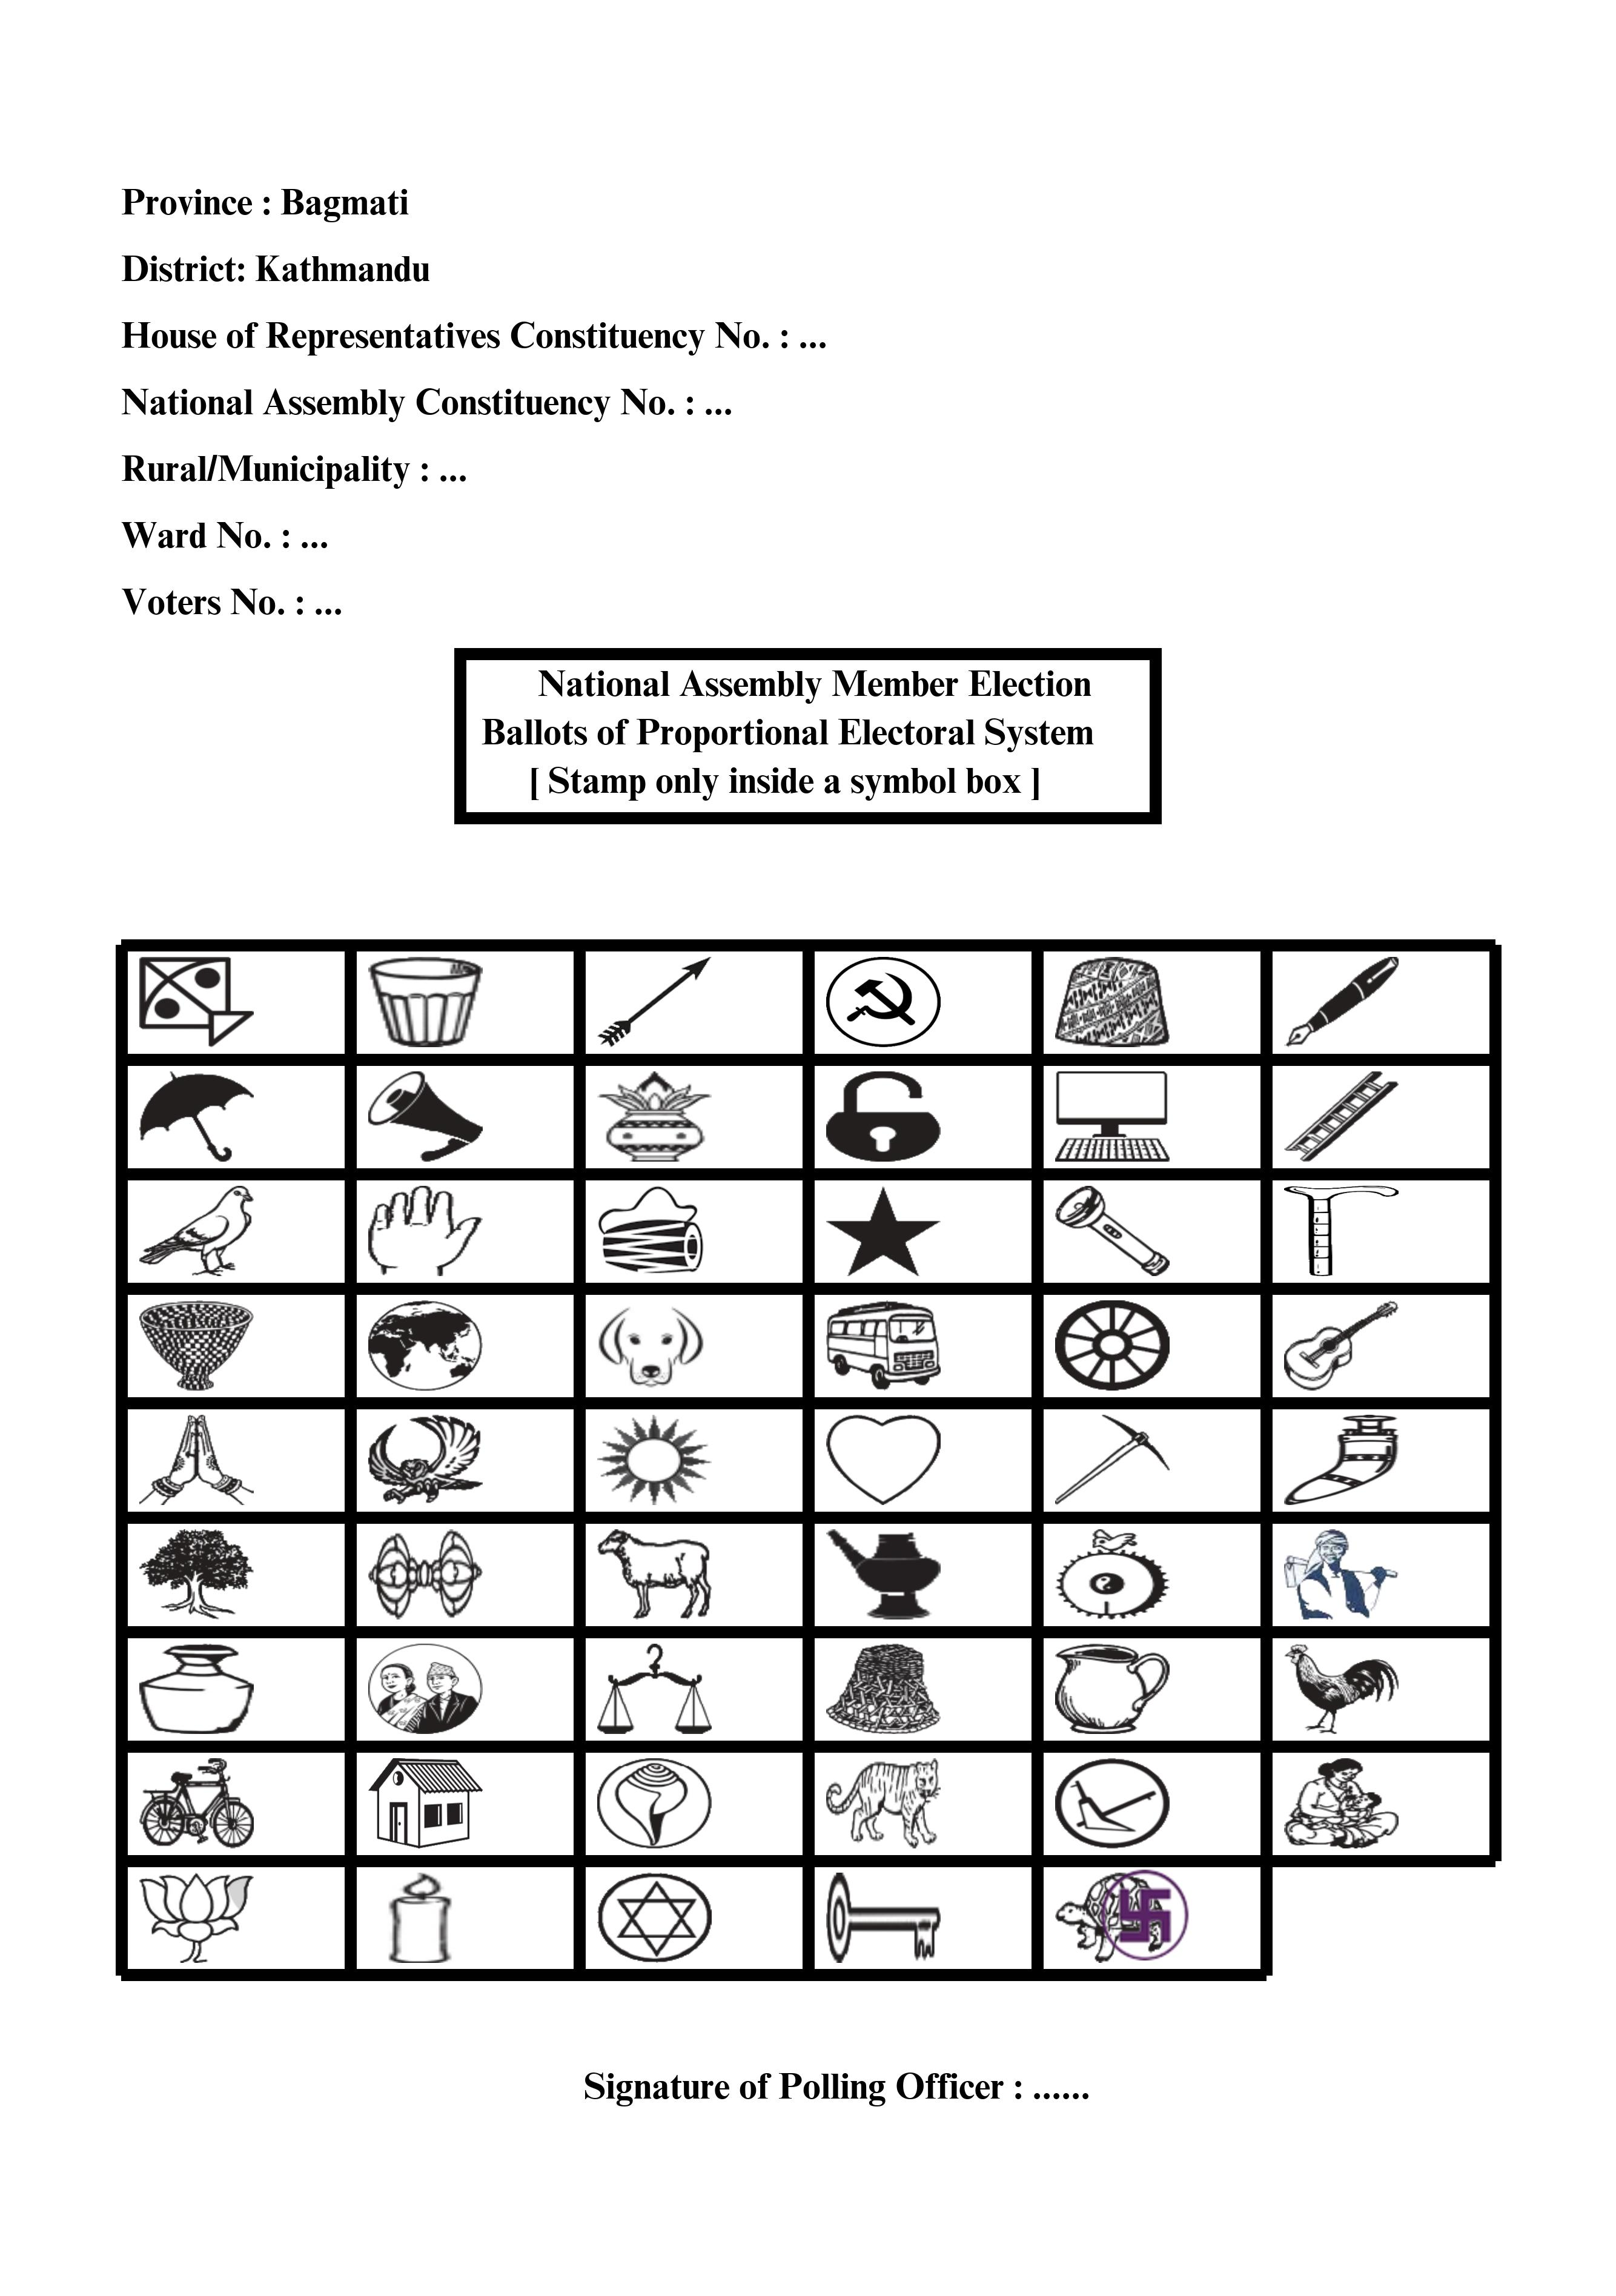 Province : Bagmati
District: Kathmandu
House of Representatives Constituency No. : ...
National Assembly Constituency No. : ...
Rural/Municipality : ...
Ward No. : ...
Voters No. : ...
National Assembly Member Election
Ballots of Proportional Electoral System
[ Stamp only inside a symbol box ]
Signature of Polling Officer : ......